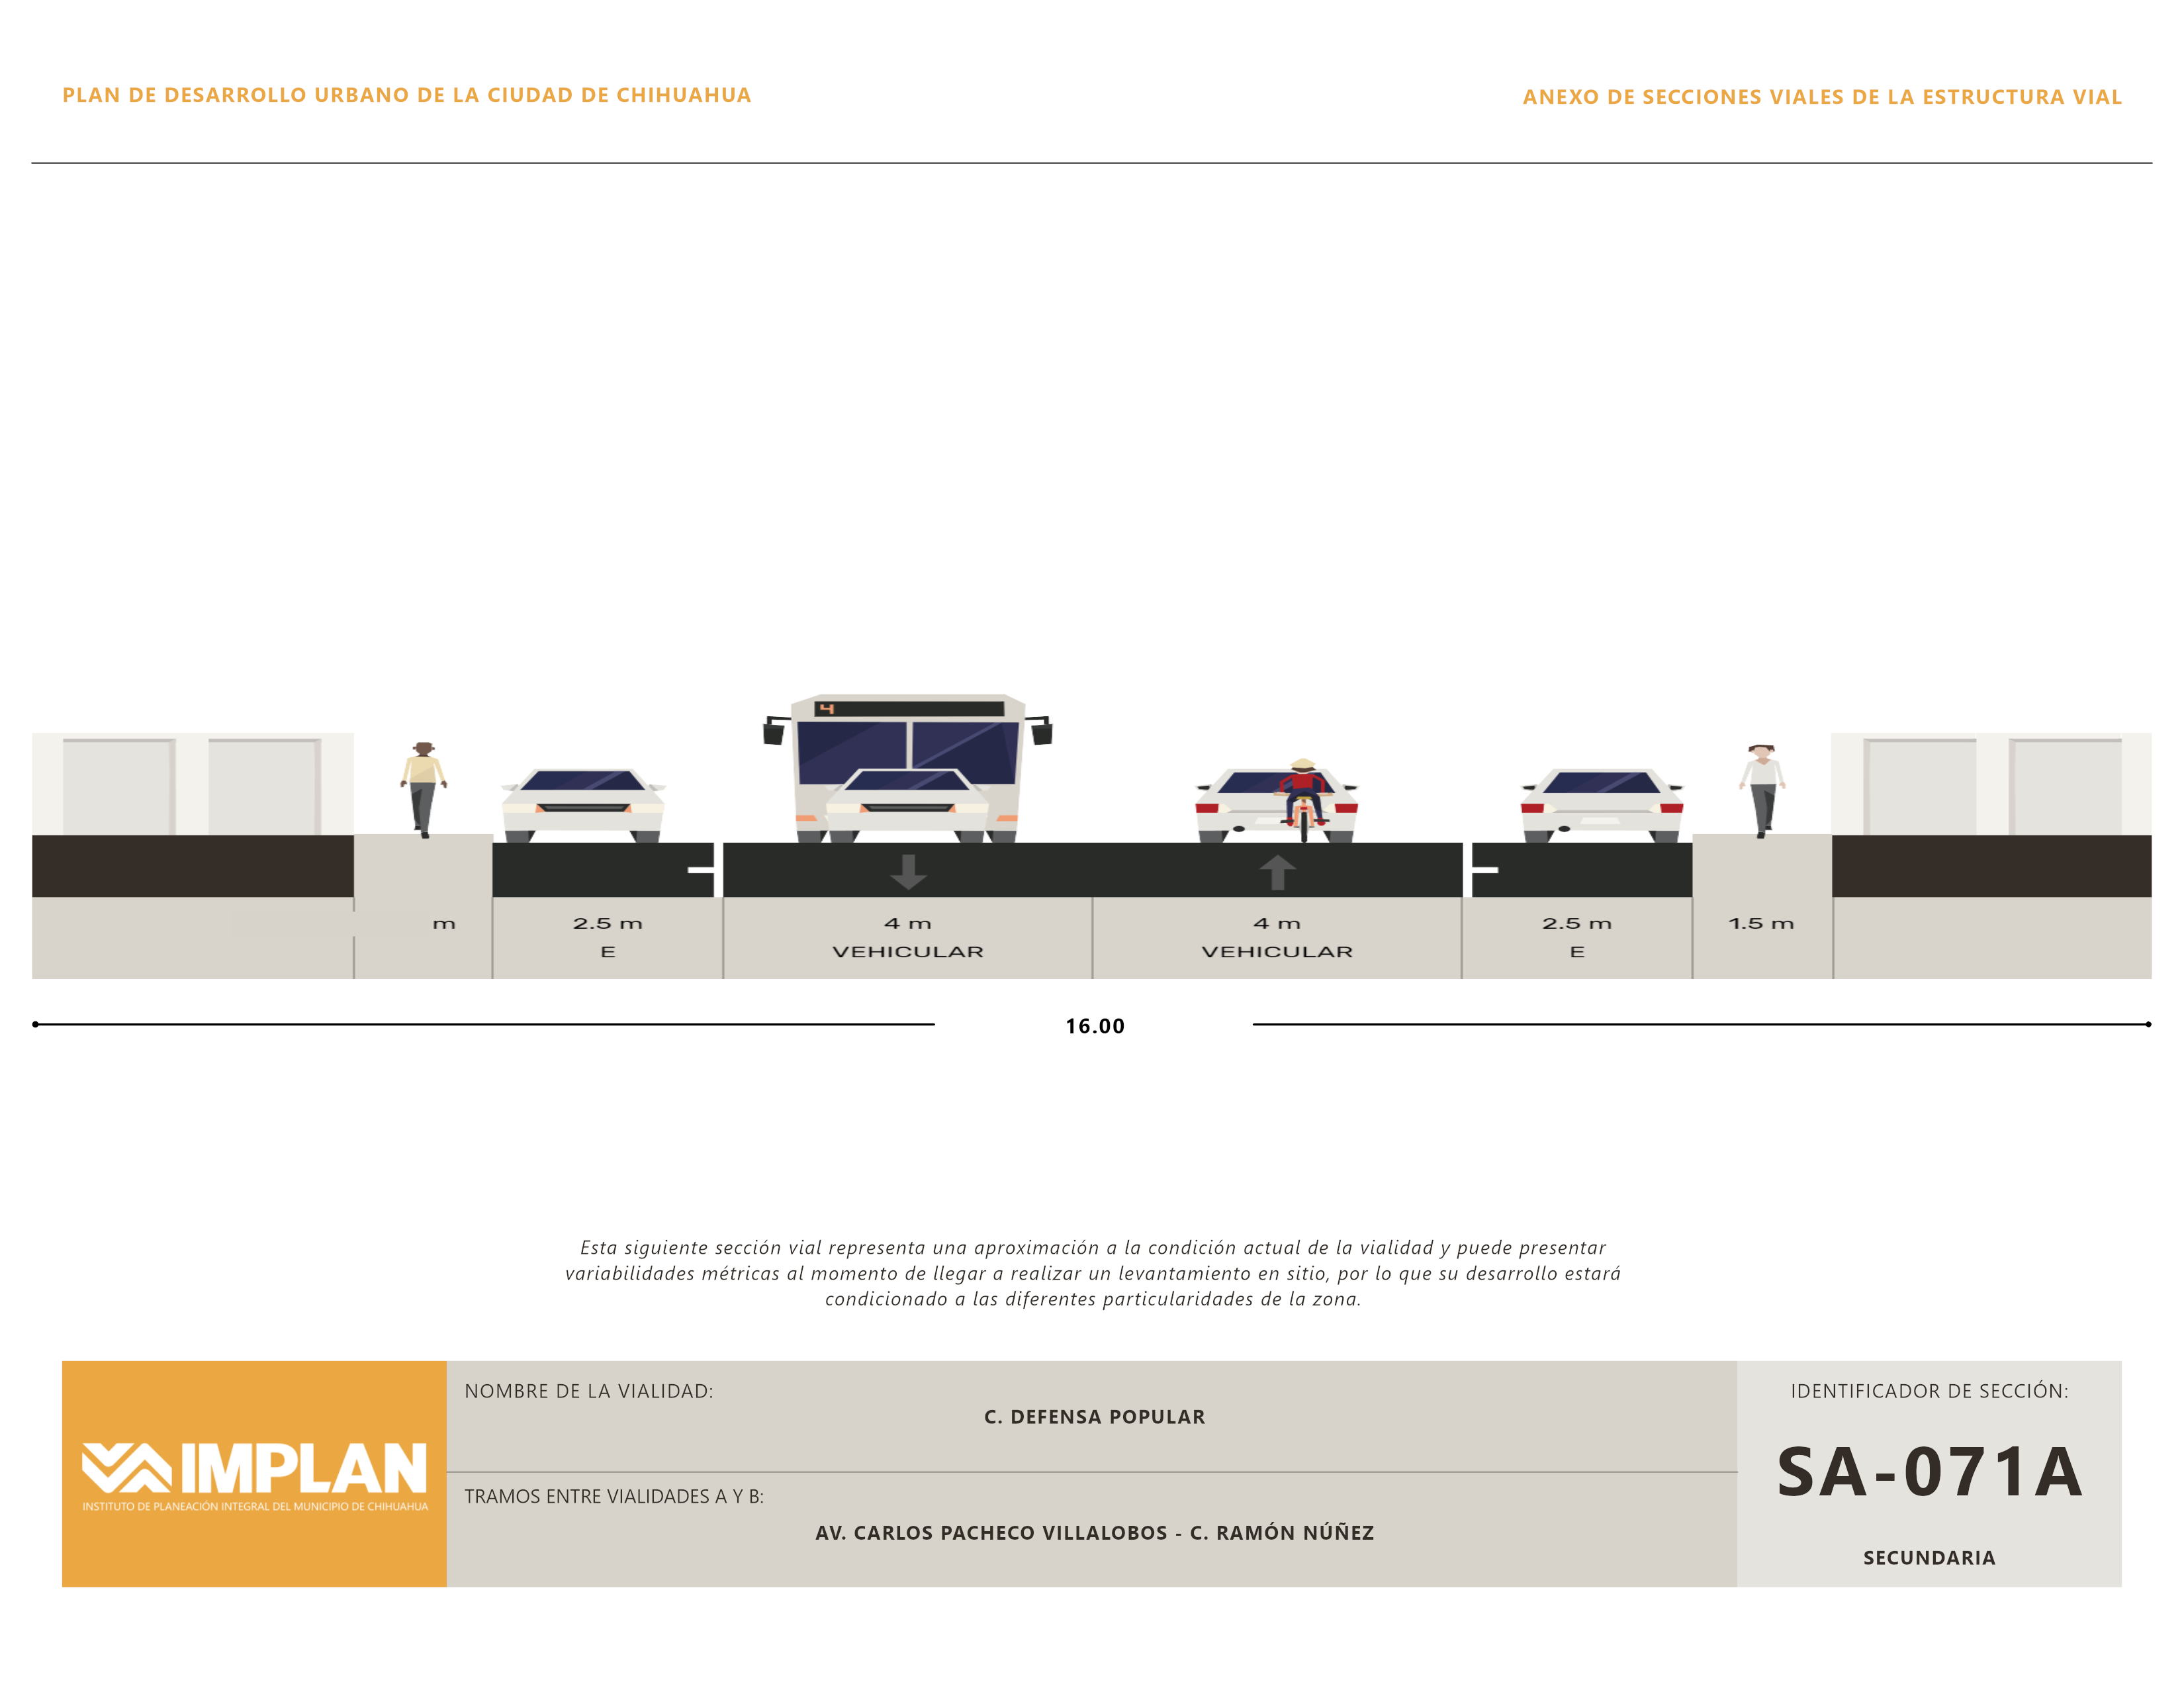 PLAN DE DESARROLLO URBANO DE LA CIUDAD DE CHIHUAHUA
ANEXO DE SECCIONES VIALES DE LA ESTRUCTURA VIAL
4
m
2.5 m
4 m
4 m
2.5 m
1.5 m
E
VEHICULAR
VEHICULAR
E
16.00
Esta siguiente sección vial representa una aproximación a la condición actual de la vialidad y puede presentar
variabilidades métricas al momento de llegar a realizar un levantamiento en sitio, por lo que su desarrollo estará
condicionado a las diferentes particularidades de la zona.
IMPLAN
INSTITUTO DE PLANEACIÓN INTEGRAL DEL MUNICIPIO DE CHIHUAHUA
NOMBRE DE LA VIALIDAD:
C. DEFENSA POPULAR
TRAMOS ENTRE VIALIDADES A Y B:
AV. CARLOS PACHECO VILLALOBOS - C. RAMÓN NÚÑEZ
IDENTIFICADOR DE SECCIÓN:
SA-071A
SECUNDARIA